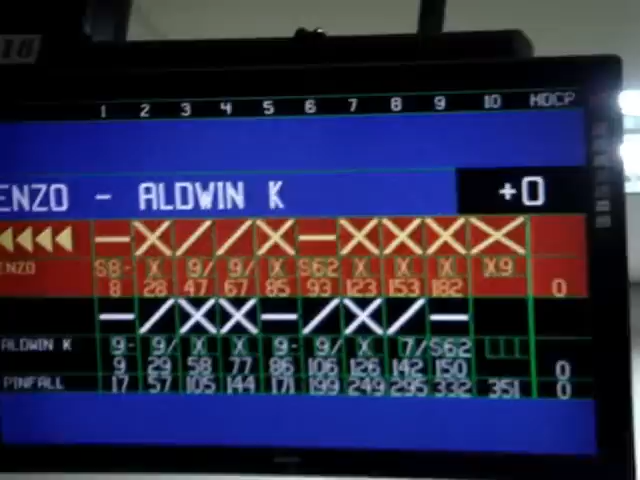 18
1 2 3 4 5 6 7 8 9 10 HDCP
ENZO - ALDWIN K +0
ENZO S8- X 9/ 9/ X S62 X X X X9
8 28 47 67 85 93 123 153 182 0
ALDWIN K 9- 9/ X X 9- 9/ X 7/ S62
9 29 58 77 86 106 126 142 150 0
PINFALL 17 57 105 144 171 199 249 295 332 351 0